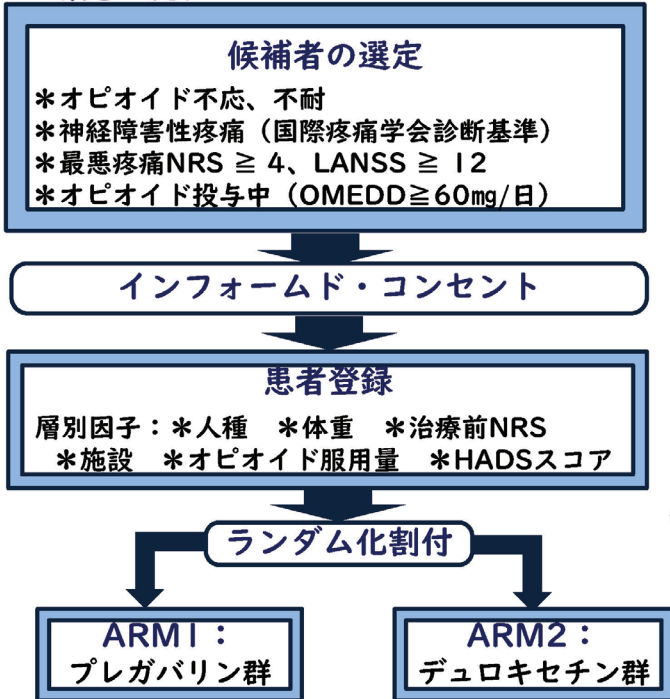 候補者の選定
＊オピオイド不応、不耐
＊神経障害性疼痛（国際疼痛学会診断基準）
＊最悪疼痛NRS ≧ 4、LANSS ≧ 12
＊オピオイド投与中（OMEDD≧60㎎/日）
インフォームド・コンセント
患者登録
層別因子：＊人種　＊体重　＊治療前NRS
＊施設　＊オピオイド服用量　＊HADSスコア
ランダム化割付
ARM1：
プレガバリン群
ARM2：
デュロキセチン群